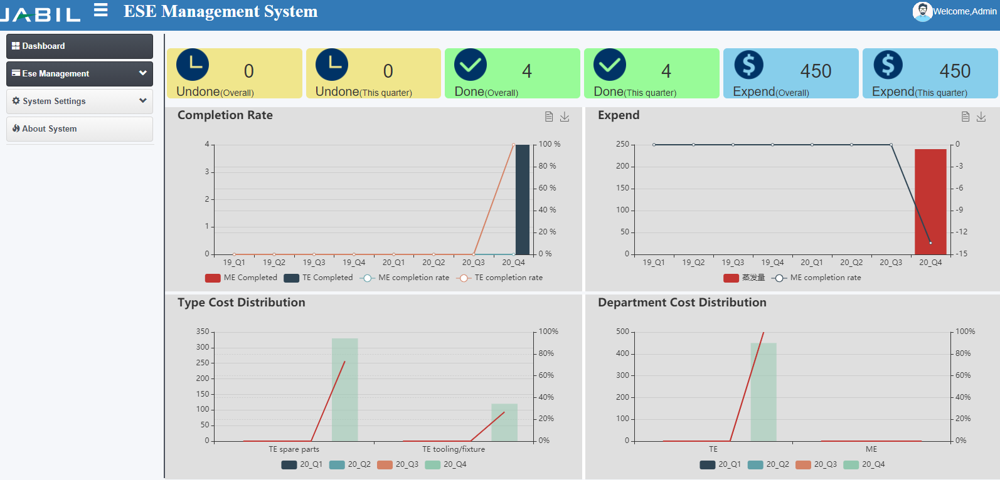 JABIL
ESE Management System
Welcome,Admin
Dashboard
Ese Management
System Settings
About System
0
Undone(Overall)
0
Undone(This quarter)
4
Done(Overall)
4
Done(This quarter)
450
Expend(Overall)
450
Expend(This quarter)
Completion Rate
4
3
2
1
0
100 %
80 %
60 %
40 %
20 %
0 %
19_Q1 19_Q2 19_Q3 19_Q4 20_Q1 20_Q2 20_Q3 20_Q4
ME Completed TE Completed ME completion rate TE completion rate
Expend
250
200
150
100
50
0
0
-3
-6
-9
-12
-15
19_Q1 19_Q2 19_Q3 19_Q4 20_Q1 20_Q2 20_Q3 20_Q4
蒸发量 ME completion rate
Type Cost Distribution
350
300
250
200
150
100
50
0
100%
80%
60%
40%
20%
0%
TE spare parts TE tooling/fixture
20_Q1 20_Q2 20_Q3 20_Q4
Department Cost Distribution
500
400
300
200
100
0
100%
80%
60%
40%
20%
0%
TE ME
20_Q1 20_Q2 20_Q3 20_Q4